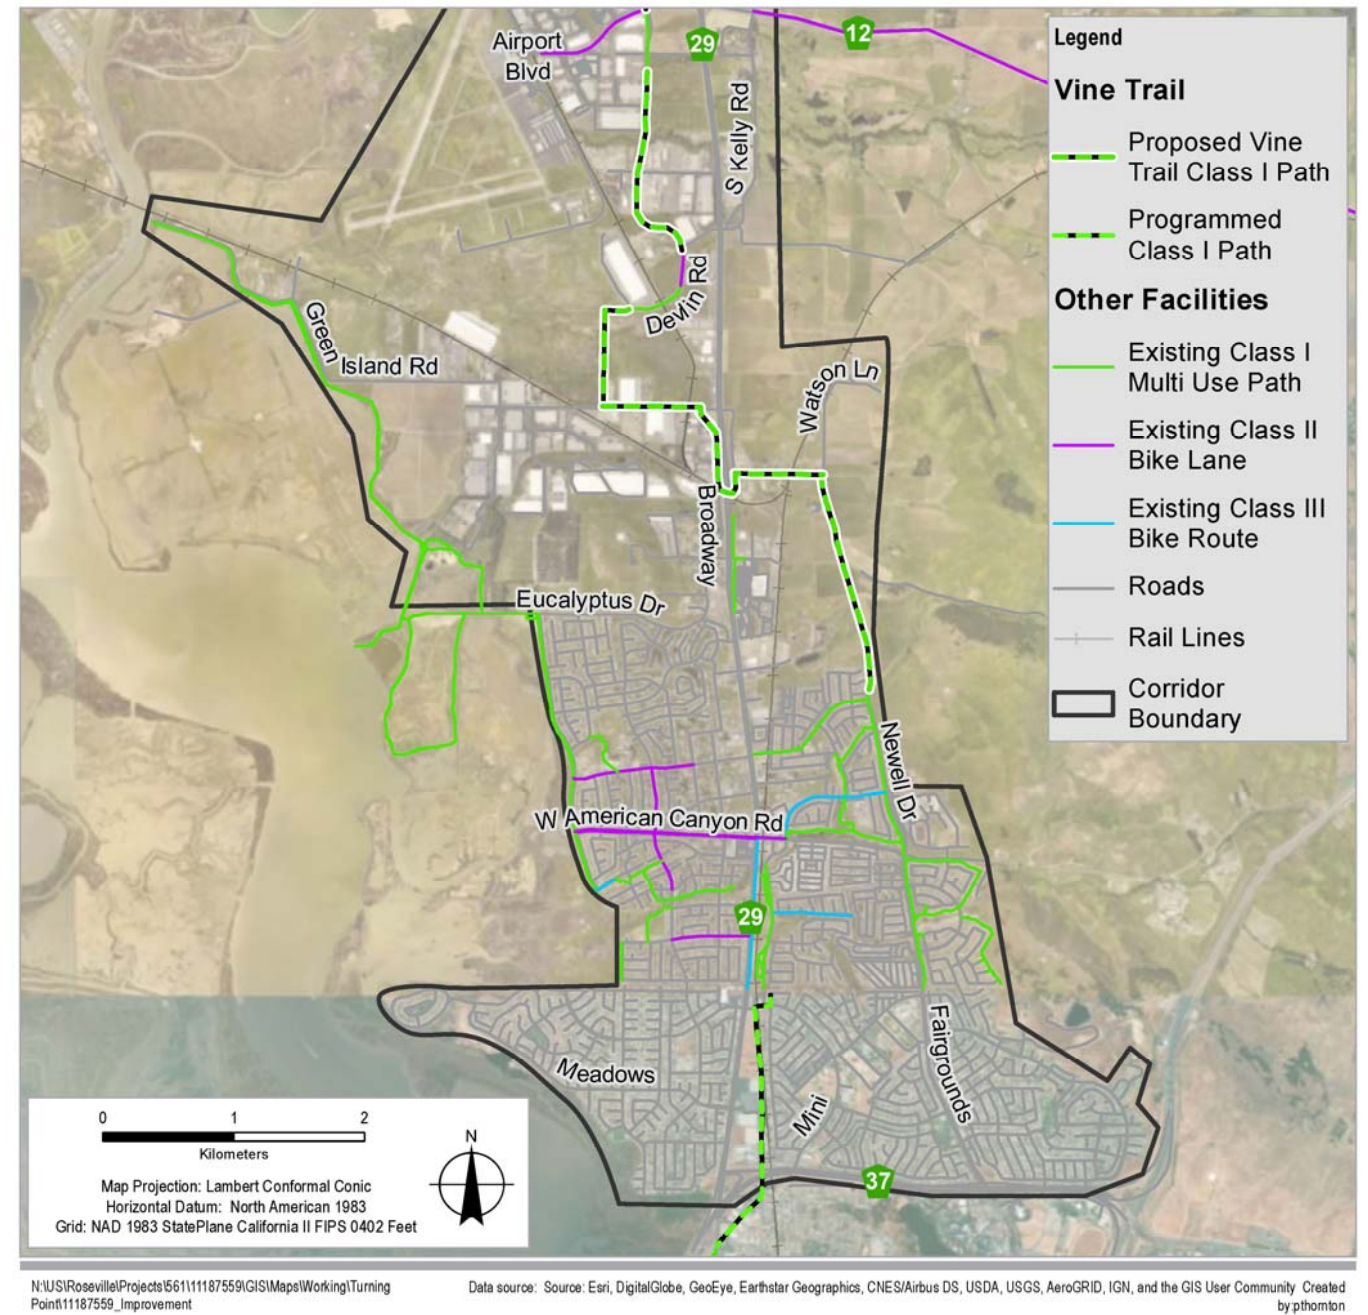 Airport
Blvd
29
12
S Kelly Rd
Legend
Vine Trail
Proposed Vine
Trail Class I Path
Programmed
Class I Path
Other Facilities
Existing Class I
Multi Use Path
Existing Class II
Bike Lane
Existing Class III
Bike Route
Roads
Rail Lines
Corridor
Boundary
Devlin Rd
Green
Island Rd
Watson Ln
Broadway
Eucalyptus Dr
Newell Dr
W American Canyon Rd
29
Fairgrounds
Meadows
Mini
37
0 1 2
Kilometers
N
Map Projection: Lambert Conformal Conic
Horizontal Datum: North American 1983
Grid: NAD 1983 StatePlane California II FIPS 0402 Feet
N:\US\Roseville\Projects\561\11187559\GIS\Maps\Working\Turning
Point\11187559_Improvement
Data source: Source: Esri, DigitalGlobe, GeoEye, Earthstar Geographics, CNES/Airbus DS, USDA, USGS, AeroGRID, IGN, and the GIS User Community Created
by:pthornton